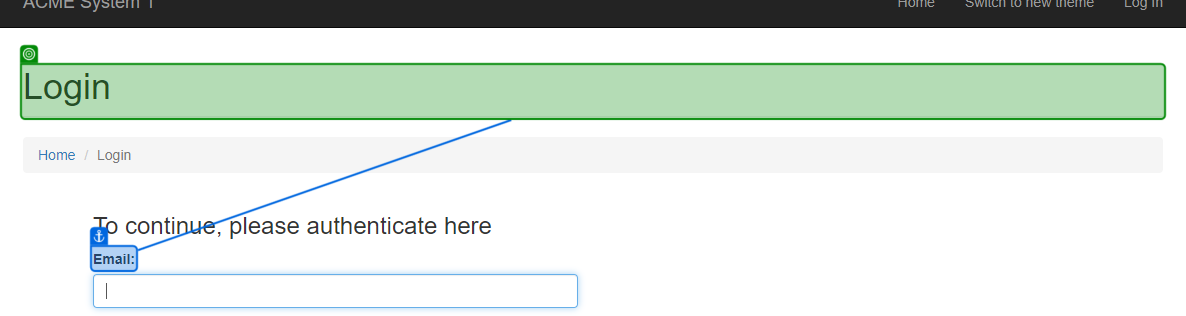 ACME System 1 Home Switch to new theme Log In
Login
Home / Login
To continue, please authenticate here
Email: